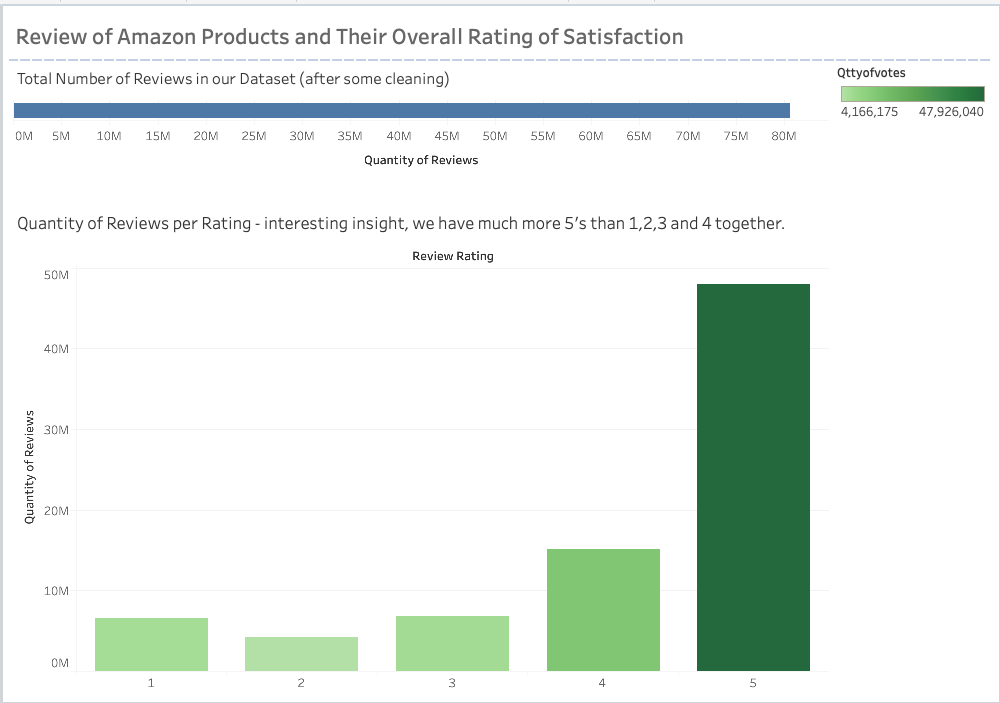 Review of Amazon Products and Their Overall Rating of Satisfaction
Total Number of Reviews in our Dataset (after some cleaning)
Qttyofvotes
4,166,175 47,926,040
0M 5M 10M 15M 20M 25M 30M 35M 40M 45M 50M 55M 60M 65M 70M 75M 80M
Quantity of Reviews
Quantity of Reviews per Rating - interesting insight, we have much more 5's than 1,2,3 and 4 together.
Review Rating
50M
40M
30M
20M
10M
0M
Quantity of Reviews
1 2 3 4 5